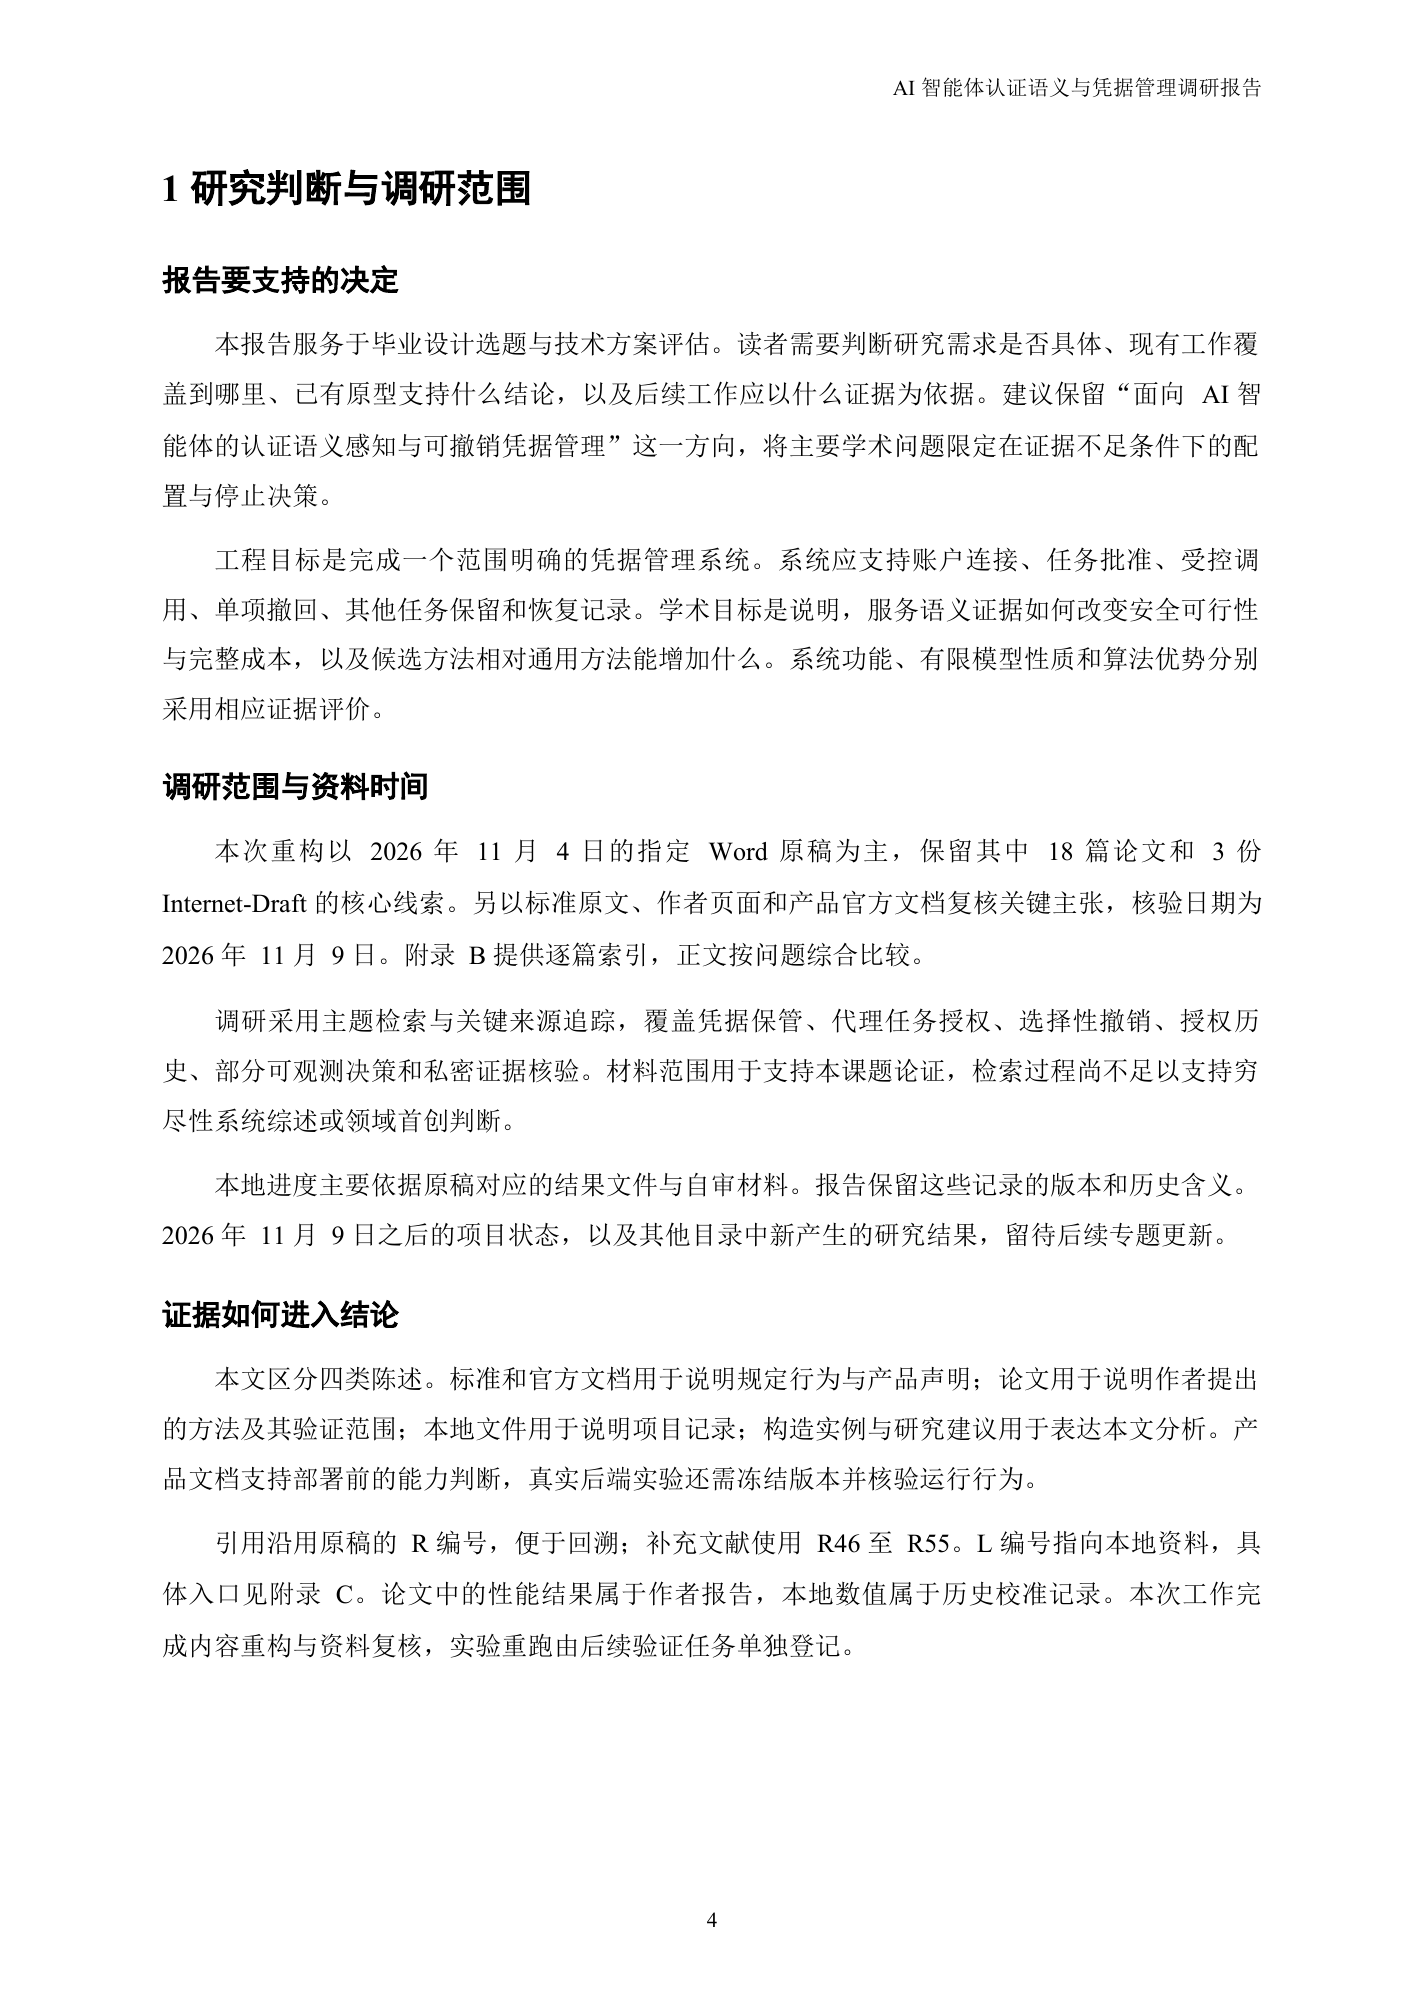 AI 智能体认证语义与凭据管理调研报告
1 研究判断与调研范围
报告要支持的决定
本报告服务于毕业设计选题与技术方案评估。读者需要判断研究需求是否具体、现有工作覆
盖到哪里、已有原型支持什么结论，以及后续工作应以什么证据为依据。建议保留“面向 AI 智
能体的认证语义感知与可撤销凭据管理”这一方向，将主要学术问题限定在证据不足条件下的配
置与停止决策。
工程目标是完成一个范围明确的凭据管理系统。系统应支持账户连接、任务批准、受控调
用、单项撤回、其他任务保留和恢复记录。学术目标是说明，服务语义证据如何改变安全可行性
与完整成本，以及候选方法相对通用方法能增加什么。系统功能、有限模型性质和算法优势分别
采用相应证据评价。
调研范围与资料时间
本次重构以 2026 年 11 月 4 日的指定 Word 原稿为主，保留其中 18 篇论文和 3 份
Internet-Draft 的核心线索。另以标准原文、作者页面和产品官方文档复核关键主张，核验日期为
2026 年 11 月 9 日。附录 B 提供逐篇索引，正文按问题综合比较。
调研采用主题检索与关键来源追踪，覆盖凭据保管、代理任务授权、选择性撤销、授权历
史、部分可观测决策和私密证据核验。材料范围用于支持本课题论证，检索过程尚不足以支持穷
尽性系统综述或领域首创判断。
本地进度主要依据原稿对应的结果文件与自审材料。报告保留这些记录的版本和历史含义。
2026 年 11 月 9 日之后的项目状态，以及其他目录中新产生的研究结果，留待后续专题更新。
证据如何进入结论
本文区分四类陈述。标准和官方文档用于说明规定行为与产品声明；论文用于说明作者提出
的方法及其验证范围；本地文件用于说明项目记录；构造实例与研究建议用于表达本文分析。产
品文档支持部署前的能力判断，真实后端实验还需冻结版本并核验运行行为。
引用沿用原稿的 R 编号，便于回溯；补充文献使用 R46 至 R55。L 编号指向本地资料，具
体入口见附录 C。论文中的性能结果属于作者报告，本地数值属于历史校准记录。本次工作完
成内容重构与资料复核，实验重跑由后续验证任务单独登记。
4